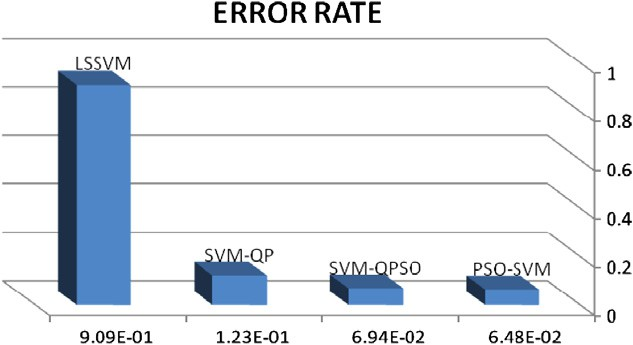 ERROR RATE
LSSVM
SVM-QP
SVM-QPSO
PSO-SVM
1
0.8
0.6
0.4
0.2
0
9.09E-01 1.23E-01 6.94E-02 6.48E-02